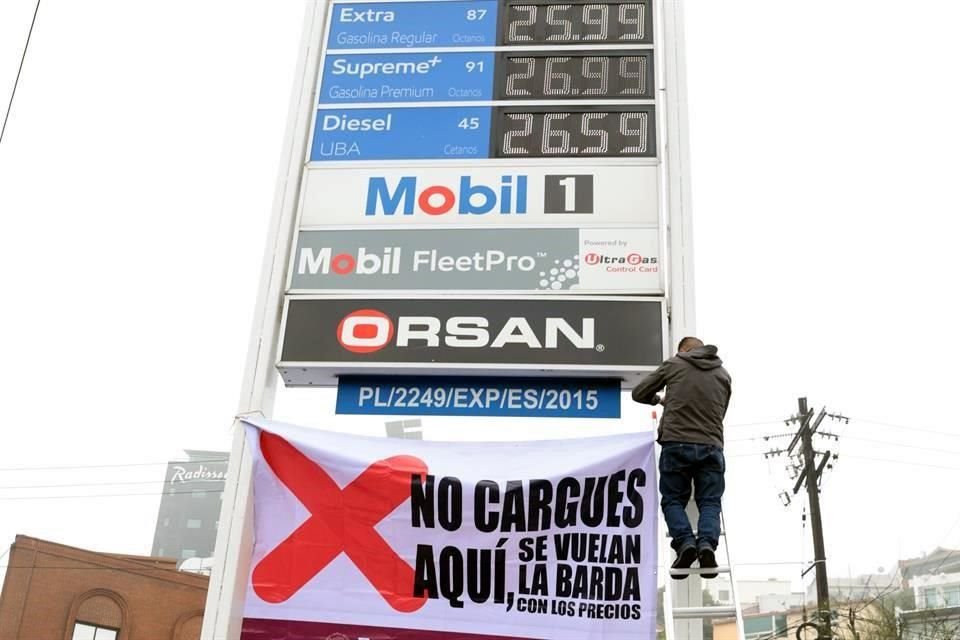 Extra 87 25.99
Gasolina Regular Octanos
Supreme+ 91 26.99
Gasolina Premium Octanos
Diesel 45 26.59
UBA Cetanos
Mobil 1
Mobil FleetPro™
Powered by
UltraGas
Control Card
ORSAN®
PL/2249/EXP/ES/2015
Radisson
NO CARGUES
AQUÍ, SE VUELAN
LA BARDA
CON LOS PRECIOS